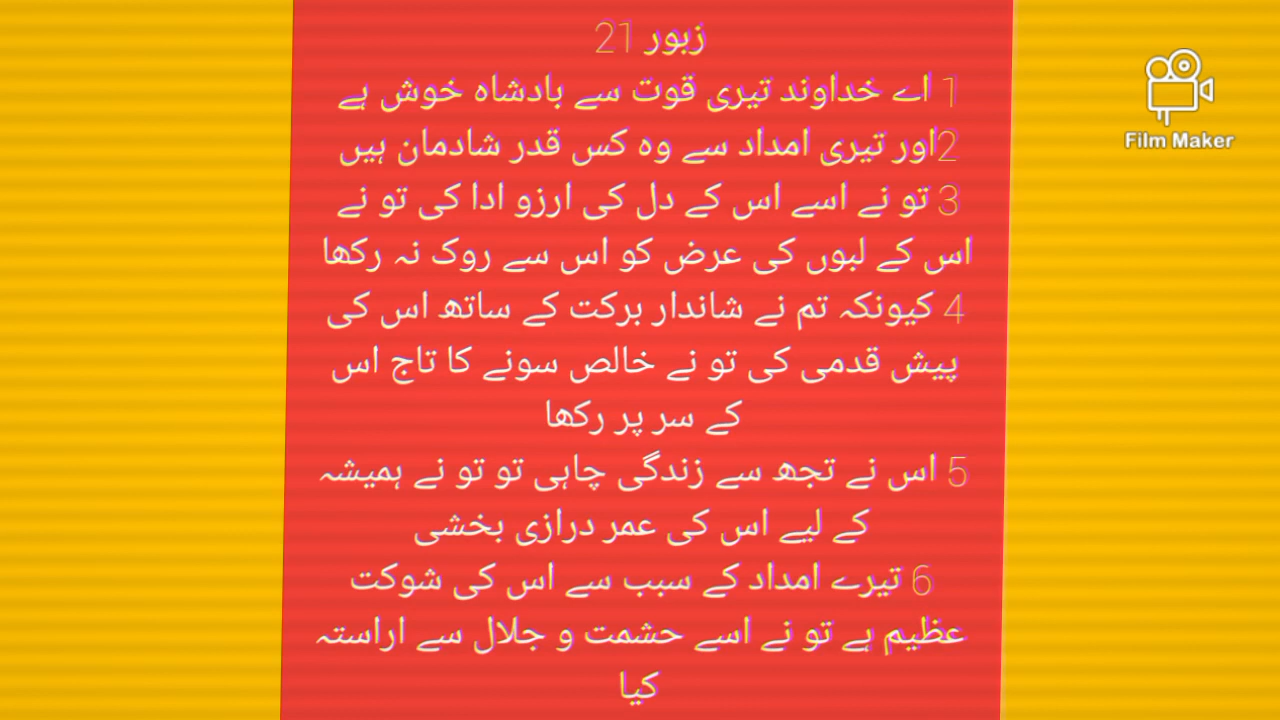 زبور 21
1 اے خداوند تیری قوت سے بادشاہ خوش ہے
2اور تیری امداد سے وہ کس قدر شادمان ہیں
3 تو نے اسے اس کے دل کی ارزو ادا کی تو نے
اس کے لبوں کی عرض کو اس سے روک نہ رکھا
4 کیونکہ تم نے شاندار برکت کے ساتھ اس کی
پیش قدمی کی تو نے خالص سونے کا تاج اس
کے سر پر رکھا
5 اس نے تجھ سے زندگی چاہی تو تو نے ہمیشہ
کے لیے اس کی عمر درازی بخشی
6 تیرے امداد کے سبب سے اس کی شوکت
عظیم ہے تو نے اسے حشمت و جلال سے اراستہ
کیا
Film Maker